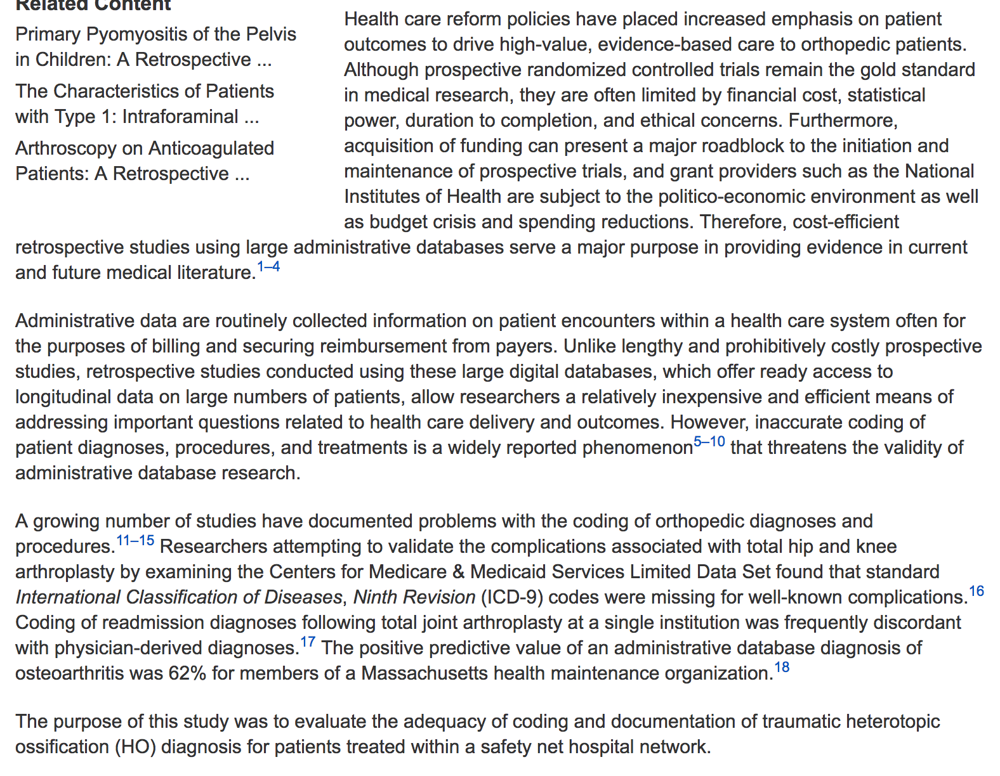 Related Content
Primary Pyomyositis of the Pelvis
in Children: A Retrospective ...
The Characteristics of Patients
with Type 1: Intraforaminal ...
Arthroscopy on Anticoagulated
Patients: A Retrospective ...
Health care reform policies have placed increased emphasis on patient
outcomes to drive high-value, evidence-based care to orthopedic patients.
Although prospective randomized controlled trials remain the gold standard
in medical research, they are often limited by financial cost, statistical
power, duration to completion, and ethical concerns. Furthermore,
acquisition of funding can present a major roadblock to the initiation and
maintenance of prospective trials, and grant providers such as the National
Institutes of Health are subject to the politico-economic environment as well
as budget crisis and spending reductions. Therefore, cost-efficient
retrospective studies using large administrative databases serve a major purpose in providing evidence in current
and future medical literature.1–4
Administrative data are routinely collected information on patient encounters within a health care system often for
the purposes of billing and securing reimbursement from payers. Unlike lengthy and prohibitively costly prospective
studies, retrospective studies conducted using these large digital databases, which offer ready access to
longitudinal data on large numbers of patients, allow researchers a relatively inexpensive and efficient means of
addressing important questions related to health care delivery and outcomes. However, inaccurate coding of
patient diagnoses, procedures, and treatments is a widely reported phenomenon5–10 that threatens the validity of
administrative database research.
A growing number of studies have documented problems with the coding of orthopedic diagnoses and
procedures.11–15 Researchers attempting to validate the complications associated with total hip and knee
arthroplasty by examining the Centers for Medicare & Medicaid Services Limited Data Set found that standard
International Classification of Diseases, Ninth Revision (ICD-9) codes were missing for well-known complications.16
Coding of readmission diagnoses following total joint arthroplasty at a single institution was frequently discordant
with physician-derived diagnoses.17 The positive predictive value of an administrative database diagnosis of
osteoarthritis was 62% for members of a Massachusetts health maintenance organization.18
The purpose of this study was to evaluate the adequacy of coding and documentation of traumatic heterotopic
ossification (HO) diagnosis for patients treated within a safety net hospital network.